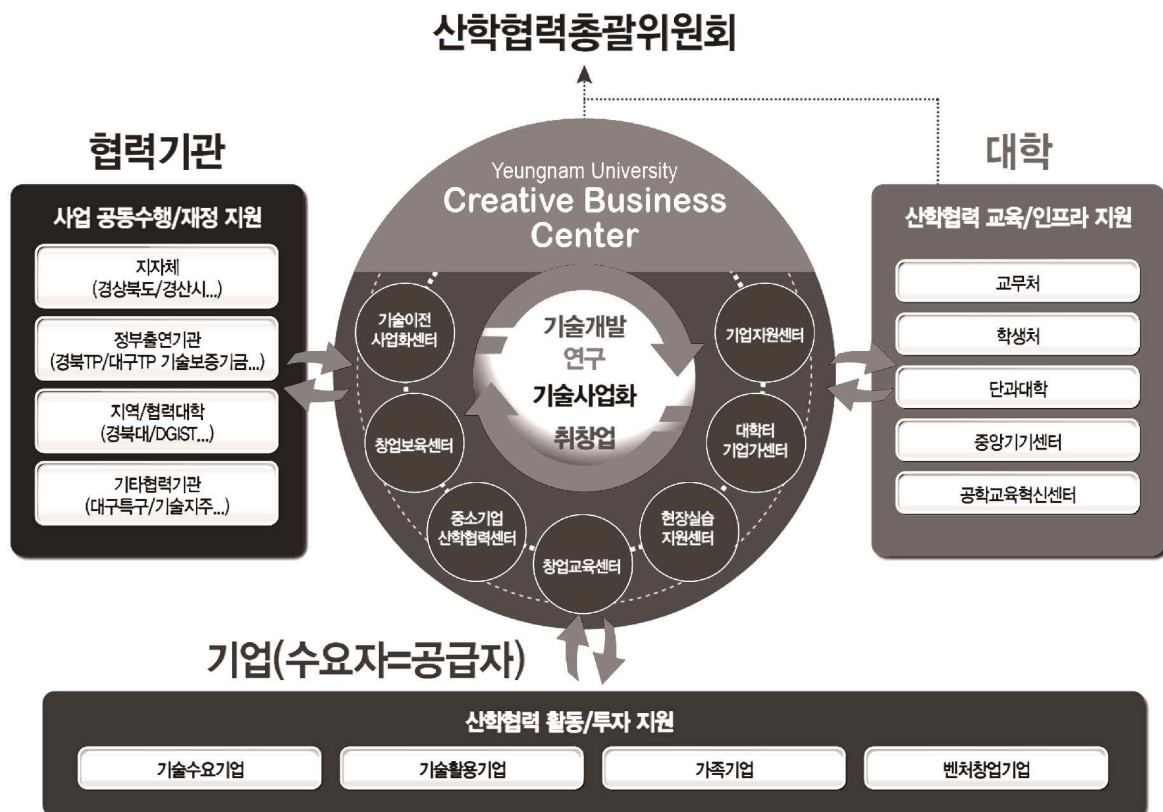 산학협력총괄위원회
협력기관
사업 공동수행/재정 지원
지자체
(경상북도/경산시...)
정부출연기관
(경북TP/대구TP 기술보증기금...)
지역/협력대학
(경북대/DGIST...)
기타협력기관
(대구특구/기술지주...)
Yeungnam University
Creative Business
Center
기술개발
연구
기술사업화
취창업
기술이전
사업화센터
창업보육센터
중소기업
산학협력센터
창업교육센터
현장실습
지원센터
대학터
기업가센터
기업지원센터
대학
산학협력 교육/인프라 지원
교무처
학생처
단과대학
중앙기기센터
공학교육혁신센터
기업(수요자=공급자)
산학협력 활동/투자 지원
기술수요기업
기술활용기업
가족기업
벤처창업기업